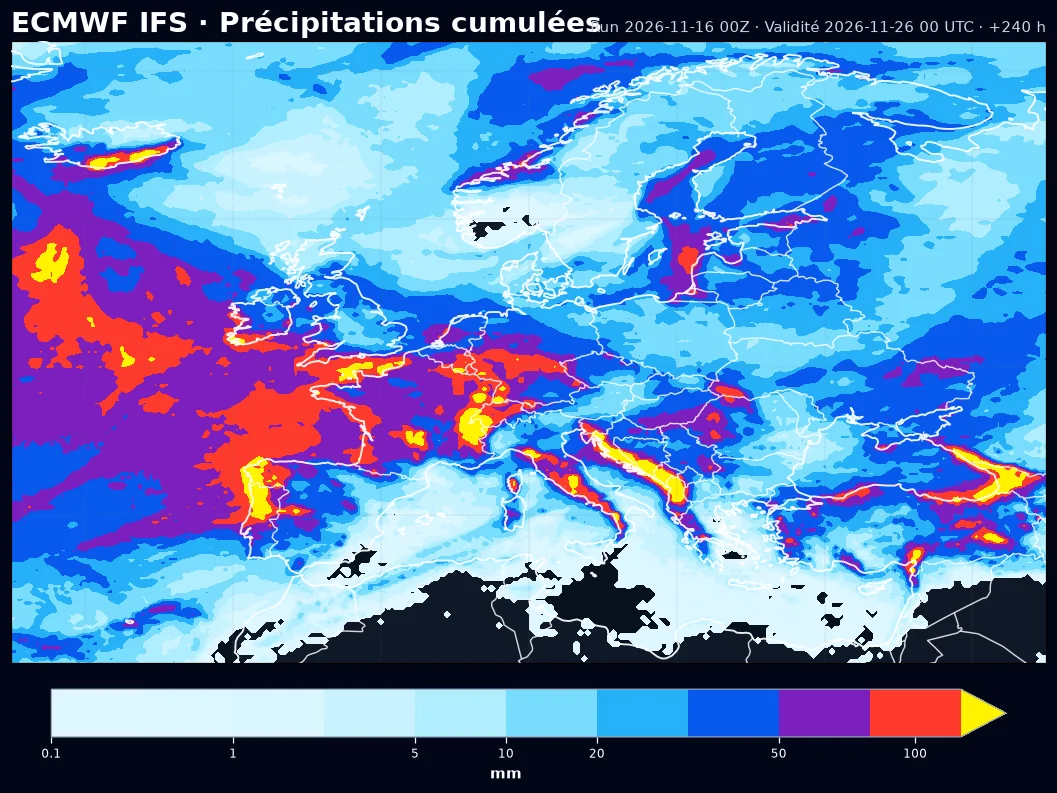 ECMWF IFS · Précipitations cumulées
Run 2026-11-16 00Z · Validité 2026-11-26 00 UTC · +240 h
0.1 1 5 10 20 50 100
mm